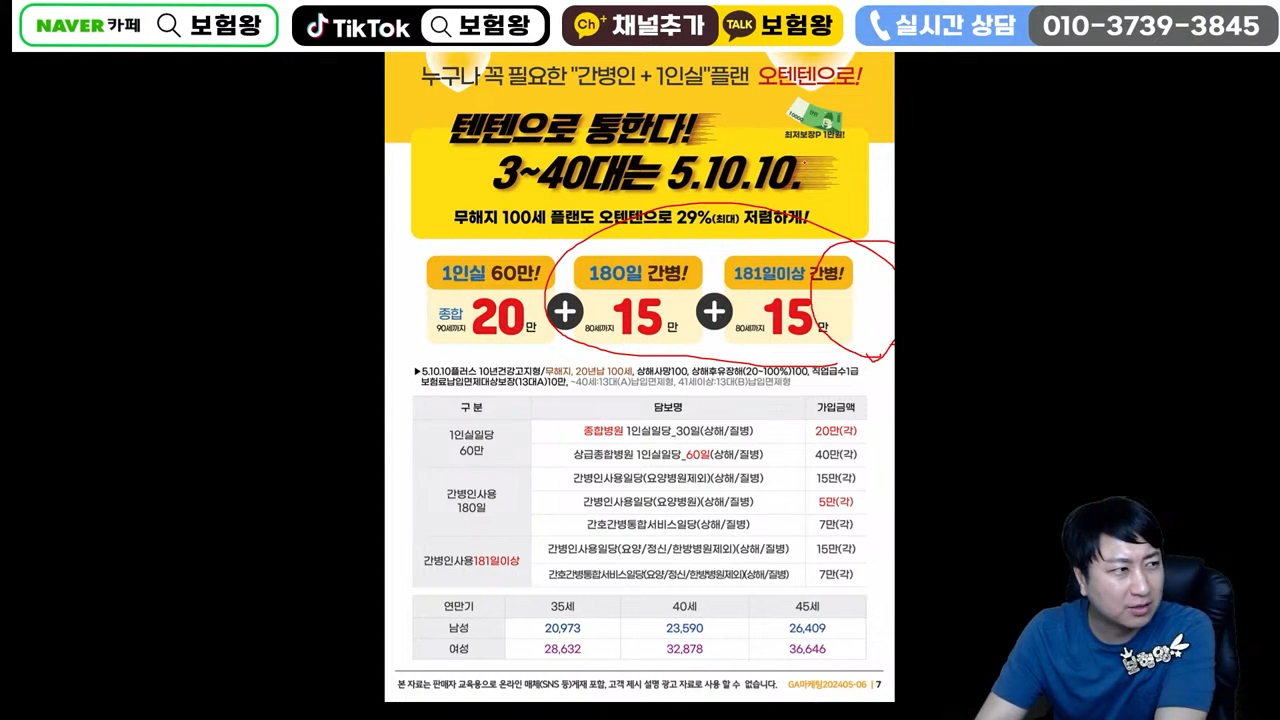 NAVER 카페 보험왕
TikTok 보험왕
Ch+ 채널추가 TALK 보험왕
실시간 상담 010-3739-3845
누구나 꼭 필요한 "간병인 + 1인실"플랜 오텐텐으로!
텐텐으로 통한다!
최저보장P 1만원!
3~40대는 5.10.10.
무해지 100세 플랜도 오텐텐으로 29%(최대) 저렴하게!
1인실 60만! 180일 간병! 181일이상 간병!
종합 90세까지 20만 + 80세까지 15만 + 80세까지 15만
▶5.10.10플러스 10년건강고지형/무해지, 20년납 100세, 상해사망100, 상해후유장해(20~100%)100, 직업급수1급
보험료납입면제대상보장(13대A)10만, ~40세:13대(A)납입면제형, 41세이상:13대(B)납입면제형
구 분 담보명 가입금액
1인실일당 60만
종합병원 1인실일당_30일(상해/질병) 20만(각)
상급종합병원 1인실일당_60일(상해/질병) 40만(각)
간병인사용 180일
간병인사용일당(요양병원제외)(상해/질병) 15만(각)
간병인사용일당(요양병원)(상해/질병) 5만(각)
간호간병통합서비스일당(상해/질병) 7만(각)
간병인사용181일이상
간병인사용일당(요양/정신/한방병원제외)(상해/질병) 15만(각)
간호간병통합서비스일당(요양/정신/한방병원제외)(상해/질병) 7만(각)
연만기 35세 40세 45세
남성 20,973 23,590 26,409
여성 28,632 32,878 36,646
본 자료는 판매자 교육용으로 온라인 매체(SNS 등)게재 포함, 고객 제시 설명 광고 자료로 사용 할 수 없습니다. GA마케팅202405-06 | 7
보험왕